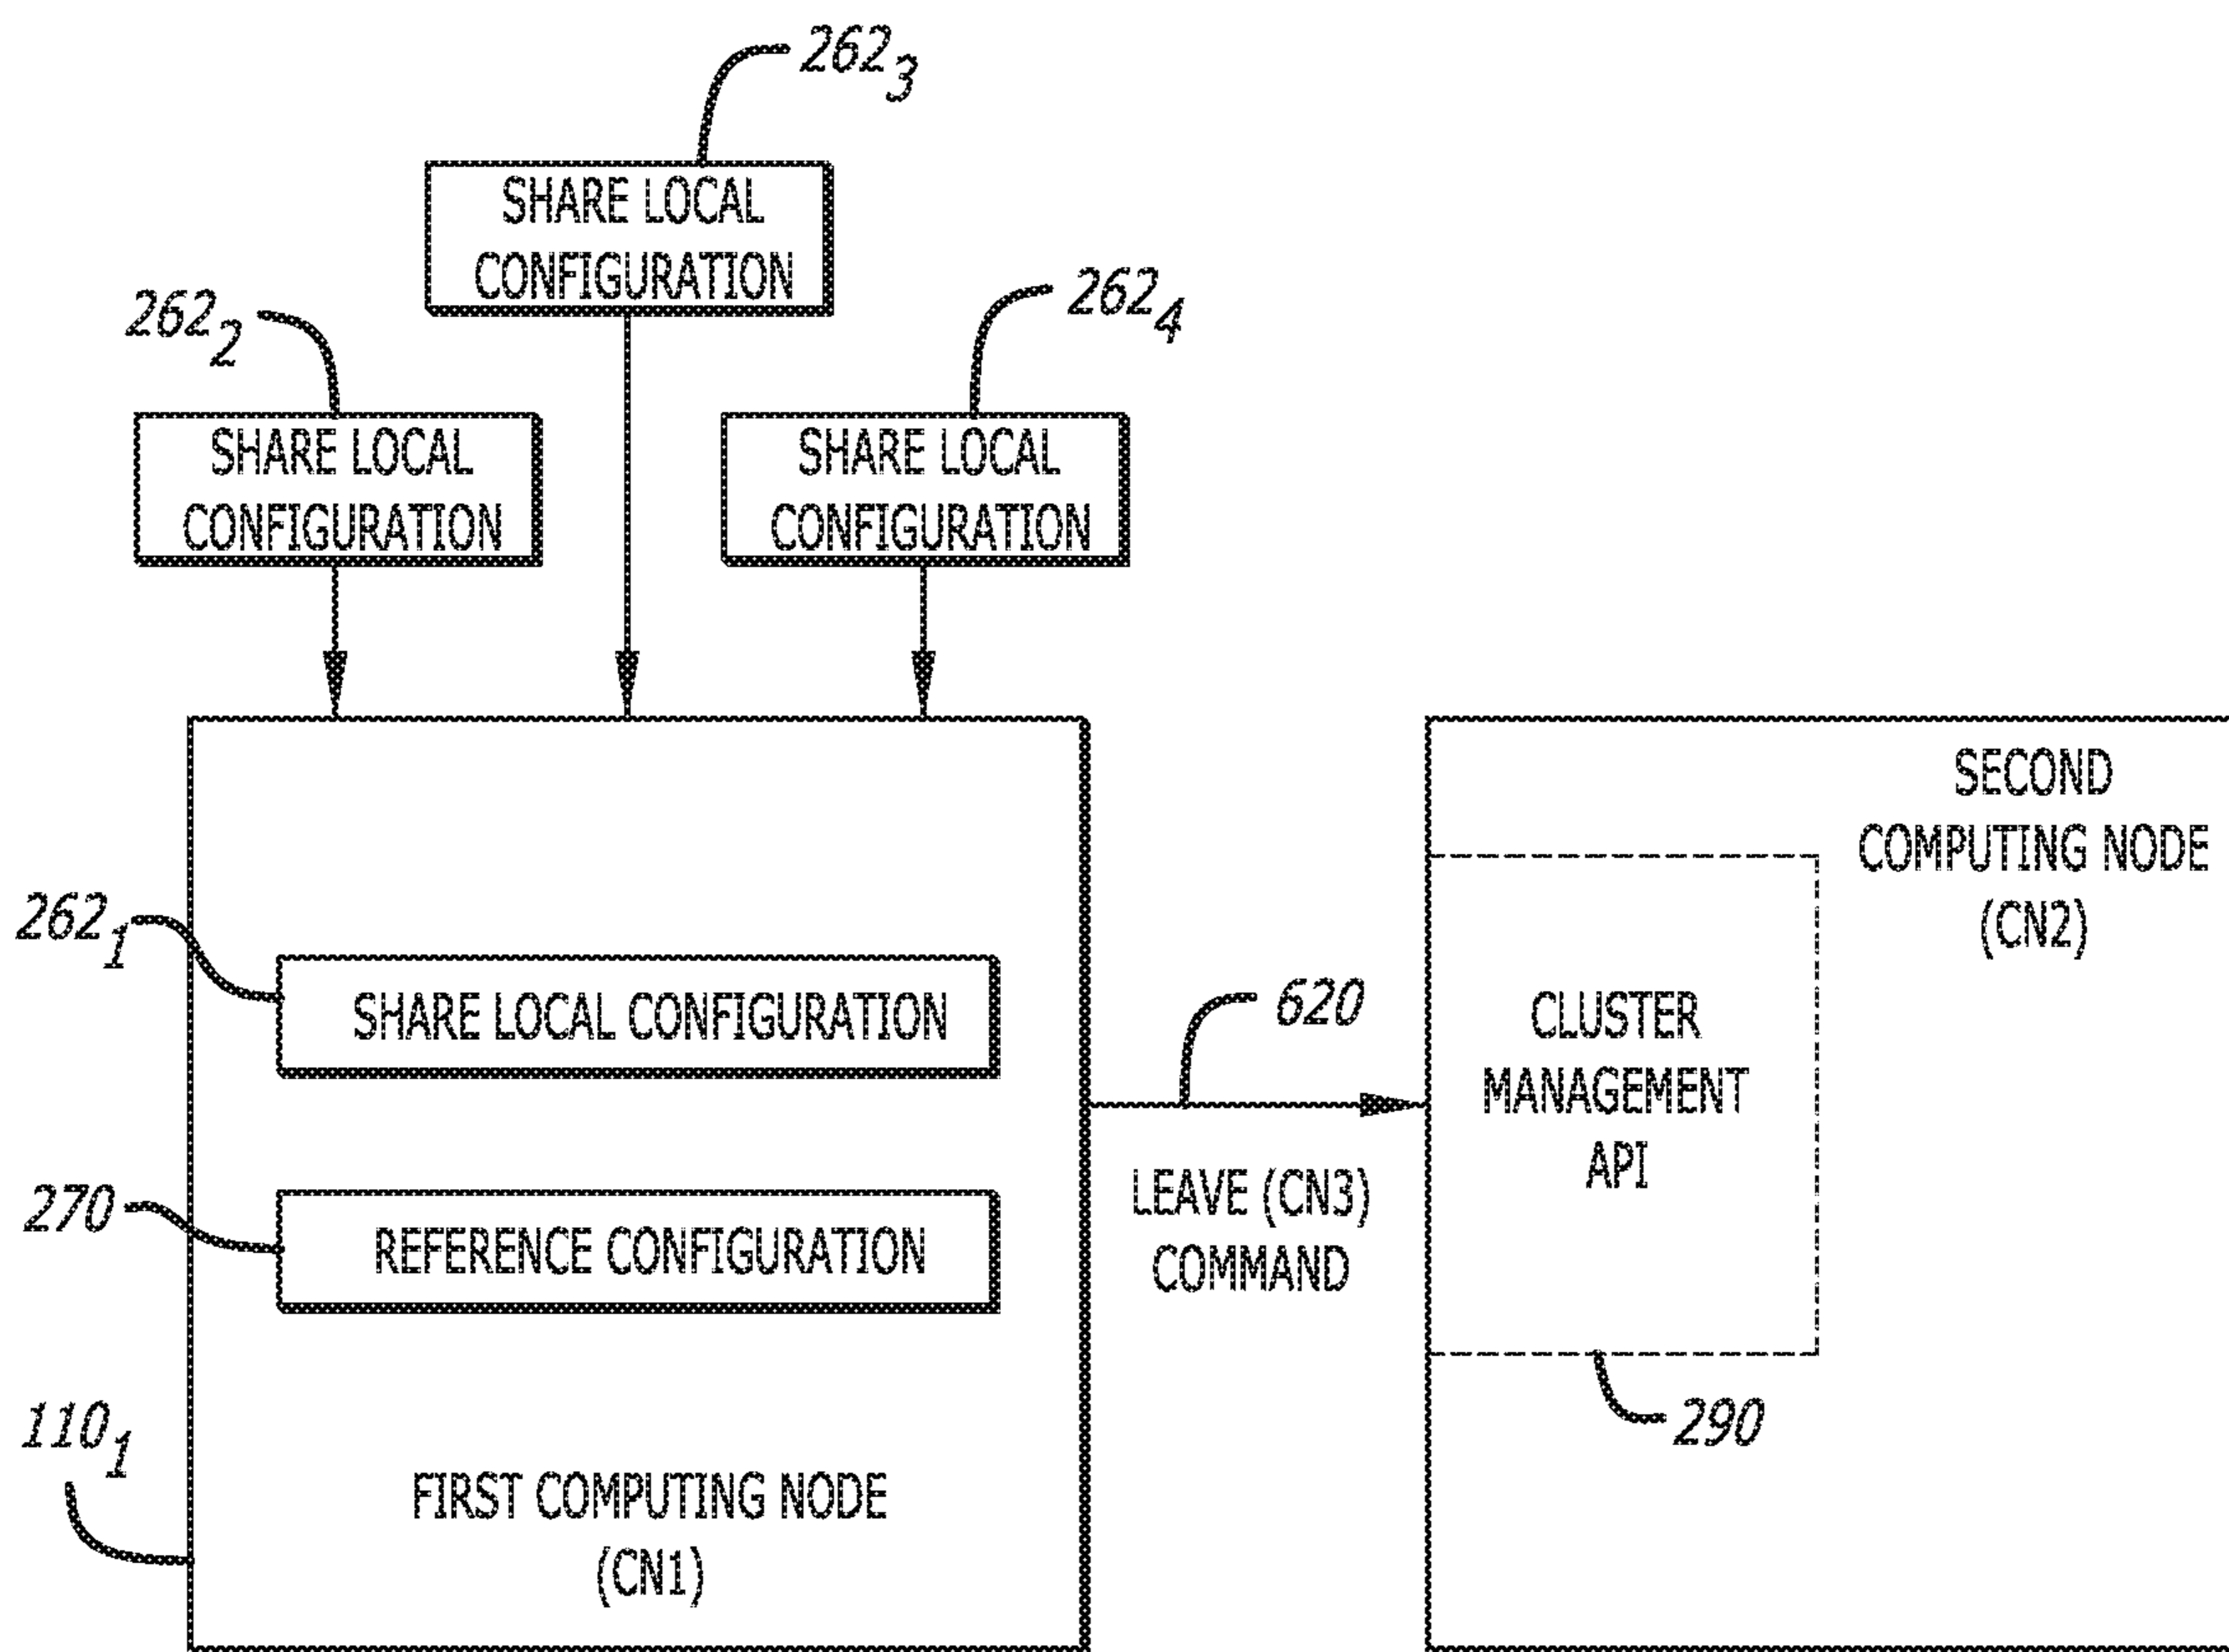 262₃
SHARE LOCAL
CONFIGURATION
262₂
262₄
SHARE LOCAL
CONFIGURATION
SHARE LOCAL
CONFIGURATION
262₁
SHARE LOCAL CONFIGURATION
270
REFERENCE CONFIGURATION
110₁
FIRST COMPUTING NODE
(CN1)
620
LEAVE (CN3)
COMMAND
SECOND
COMPUTING NODE
(CN2)
CLUSTER
MANAGEMENT
API
290